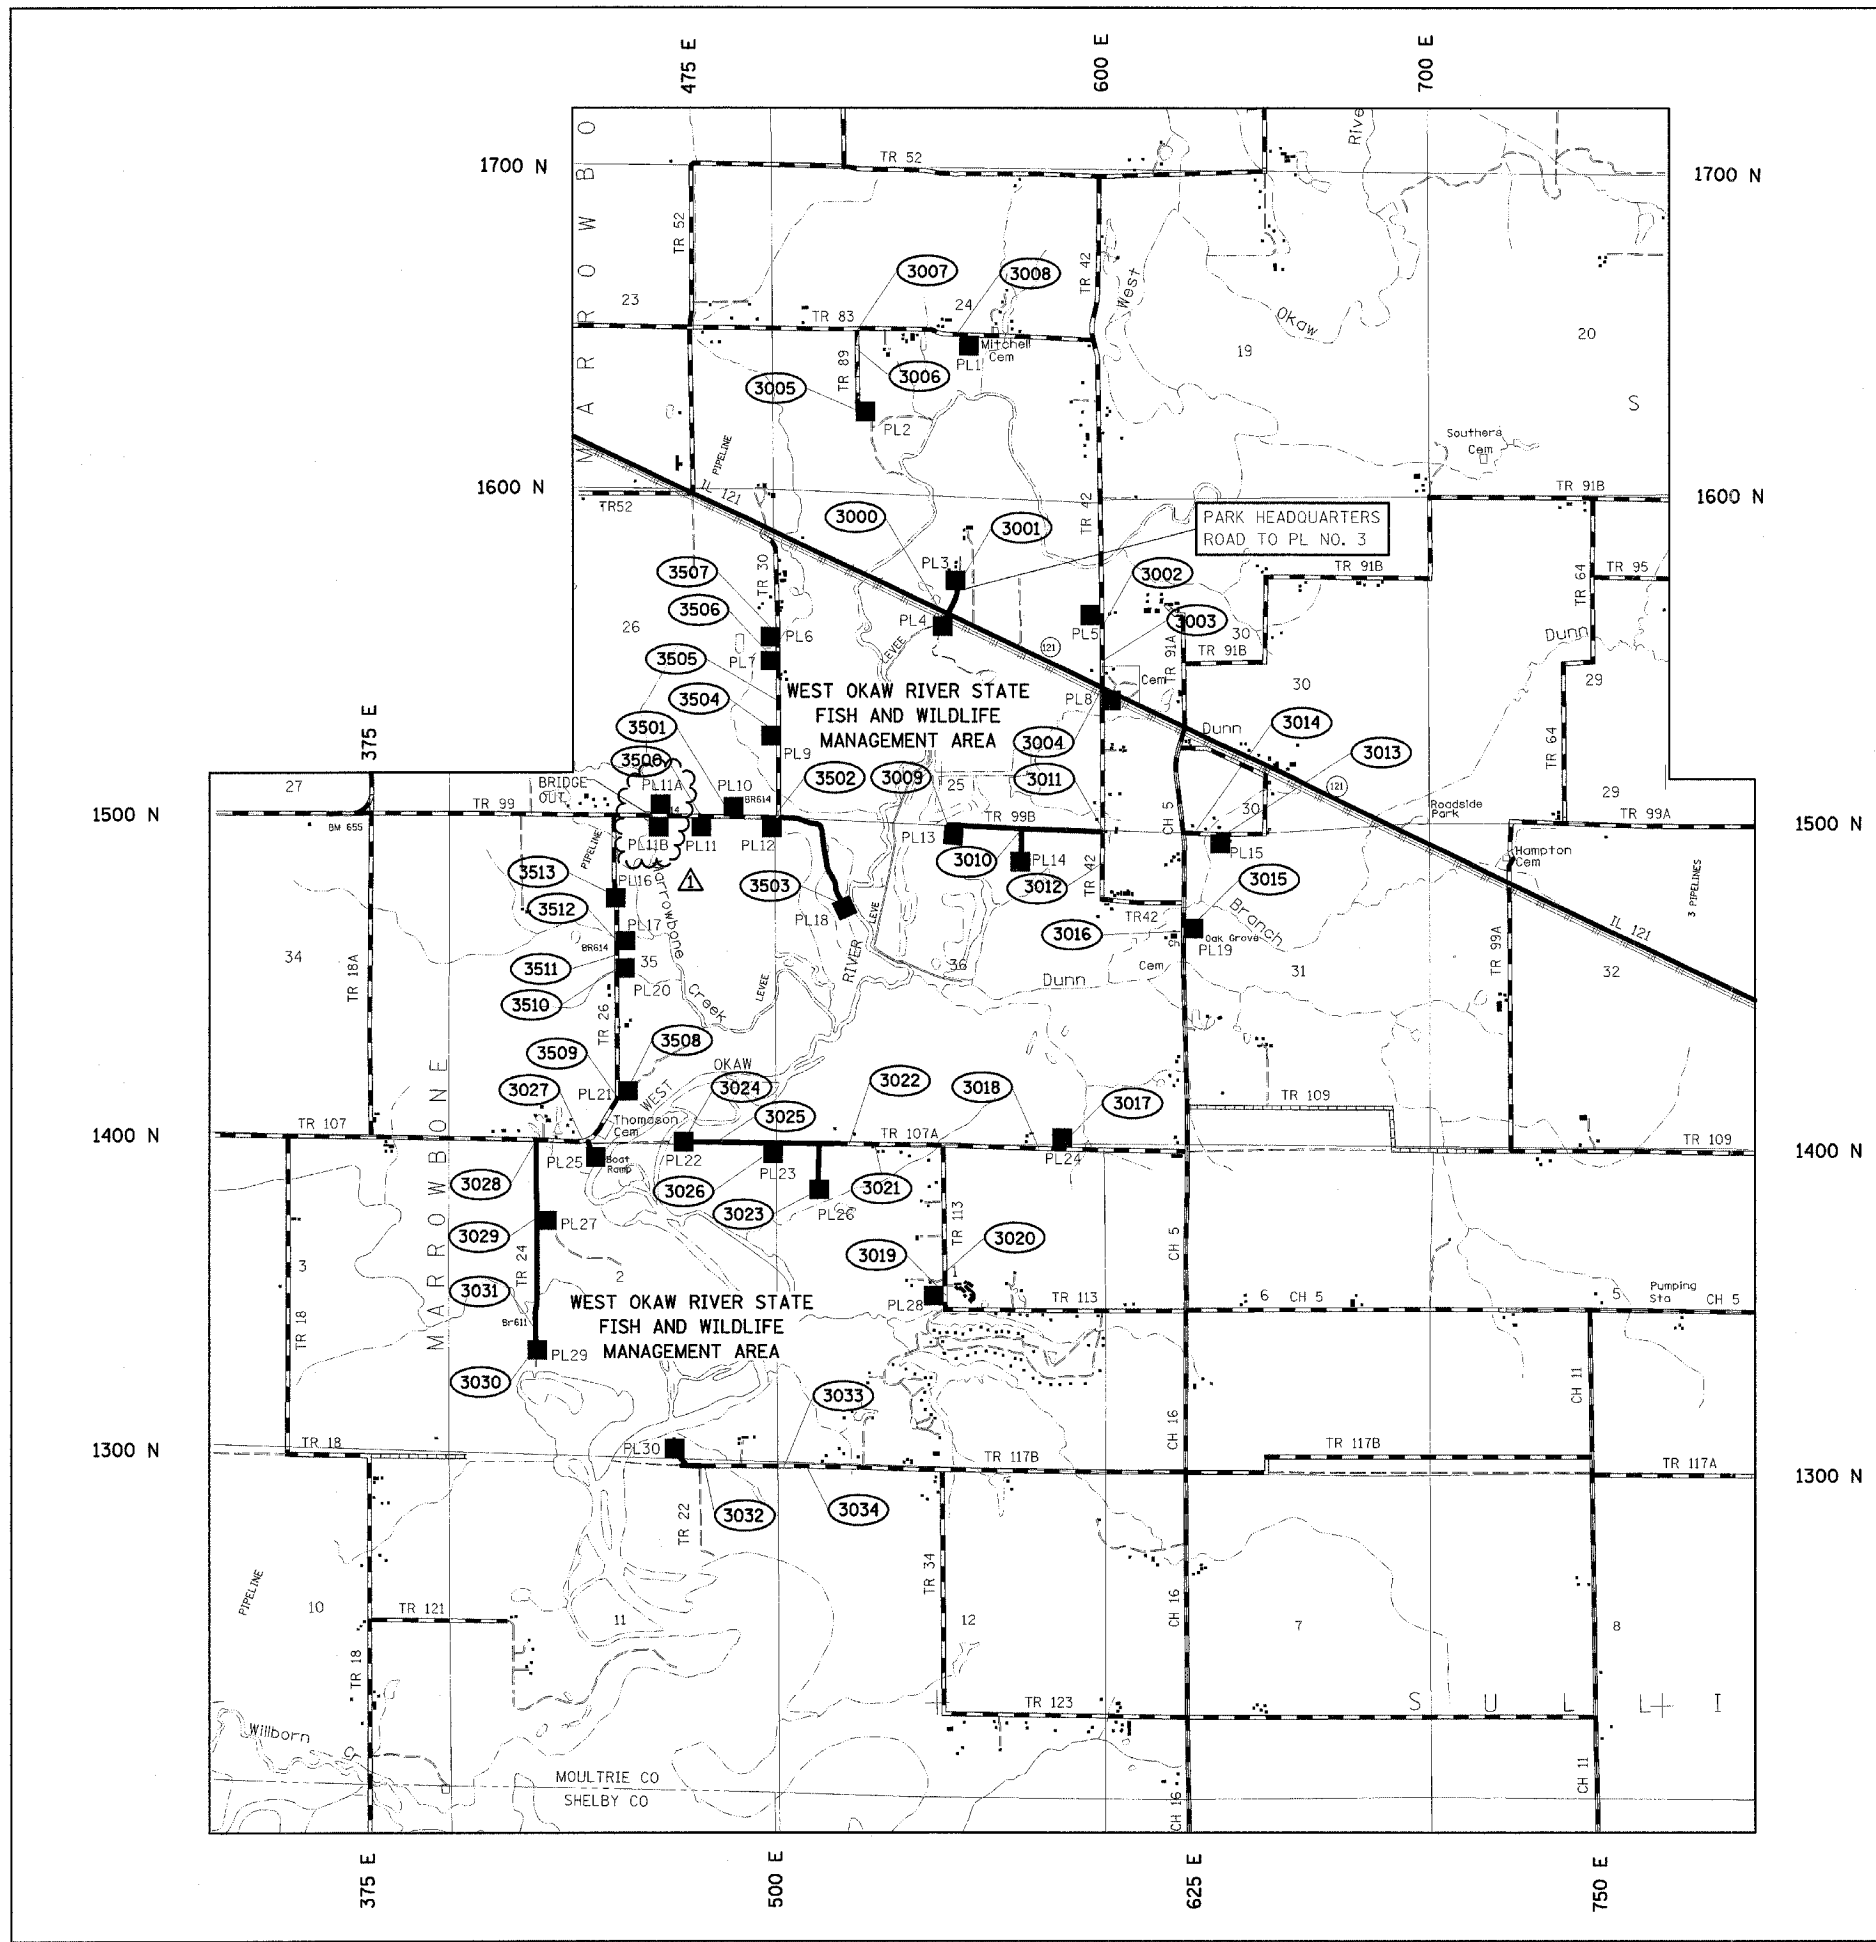 475 E
600 E
700 E
1700 N
MARROWBO
TR 52
River
1700 N
TR 52
TR 42
West
Okaw
3007
3008
23
24
20
TR 83
Mitchell
Cem
PL1
19
TR 89
3006
3005
PL2
S
Southers
Cem
PIPELINE
IL 121
1600 N
TR52
TR 42
TR 91B
1600 N
3000
3001
PARK HEADQUARTERS
ROAD TO PL NO. 3
TR 30
3507
PL3
3002
TR 91B
TR 64
TR 95
3506
PL4
PL5
3003
26
PL6
LEVEE
30
Dunn
3505
PL7
121
TR 91A
TR 91B
29
3504
WEST OKAW RIVER STATE
FISH AND WILDLIFE
MANAGEMENT AREA
PL8
Cem
30
375 E
3501
PL9
3004
Dunn
3014
TR 64
3500
3502
3009
3011
3013
27
BRIDGE
OUT
PL11A
PL10
BR614
25
121
30
29
1500 N
TR 99
CH 5
Roadside
Park
TR 99A
1500 N
BM 655
PL11B
PL11
PL12
PL13
TR 99B
PIPELINE
3010
PL14
PL15
Hampton
Cem
3513
PL16
1
3503
3012
TR 42
3015
3 PIPELINES
3512
PL17
Marrowbone
PL18
LEVE
TR42
Branch
IL 121
BR614
3016
Ch
Oak Grove
PL19
34
TR 18A
3511
35
RIVER
36
Cem
31
TR 99A
32
3510
PL20
LEVEE
Dunn
Creek
TR 26
3509
3508
OKAW
3022
MARROWBONE
3027
PL21
WEST
3024
3018
3017
TR 109
Thomason
Cem
3025
1400 N
TR 107
TR 107A
TR 109
1400 N
PL25
Boat
Ramp
PL22
PL23
PL24
3028
3026
3021
3023
PL26
3029
PL27
TR 113
CH 5
3
TR 24
3019
3020
2
1
3031
PL28
TR 113
6
CH 5
5
Pumping
Sta
CH 5
TR 18
Br611
WEST OKAW RIVER STATE
FISH AND WILDLIFE
MANAGEMENT AREA
PL29
3030
3033
CH 11
CH 16
1300 N
TR 18
PL30
TR 117B
TR 117B
TR 117A
1300 N
3032
3034
TR 22
TR 34
PIPELINE
10
TR 121
11
12
CH 16
7
8
TR 18
TR 123
S U L L I
Willborn
Cr
MOULTRIE CO
SHELBY CO
CH 11
CH 16
375 E
500 E
625 E
750 E